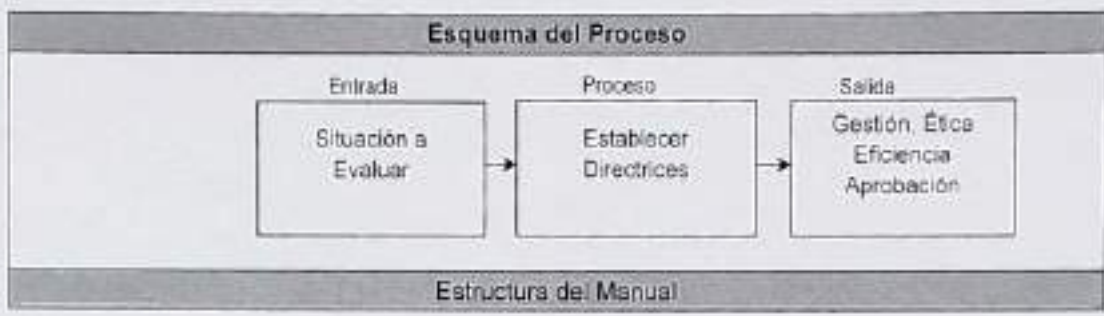 Esquema del Proceso
Entrada
Proceso
Salida
Situación a
Evaluar
Establecer
Directrices
Gestión, Ética
Eficiencia
Aprobación
Estructura del Manual